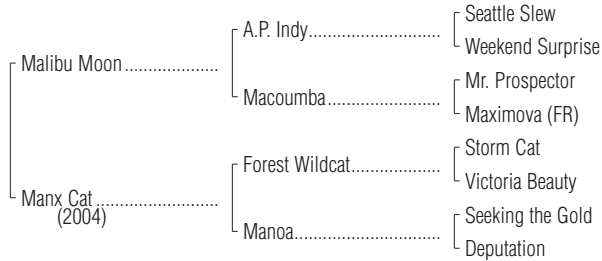 Seattle Slew
A.P. Indy.............................
Weekend Surprise
Malibu Moon .....................
Mr. Prospector
Macoumba.........................
Maximova (FR)
Storm Cat
Forest Wildcat....................
Victoria Beauty
Manx Cat...........................
(2004)
Seeking the Gold
Manoa................................
Deputation